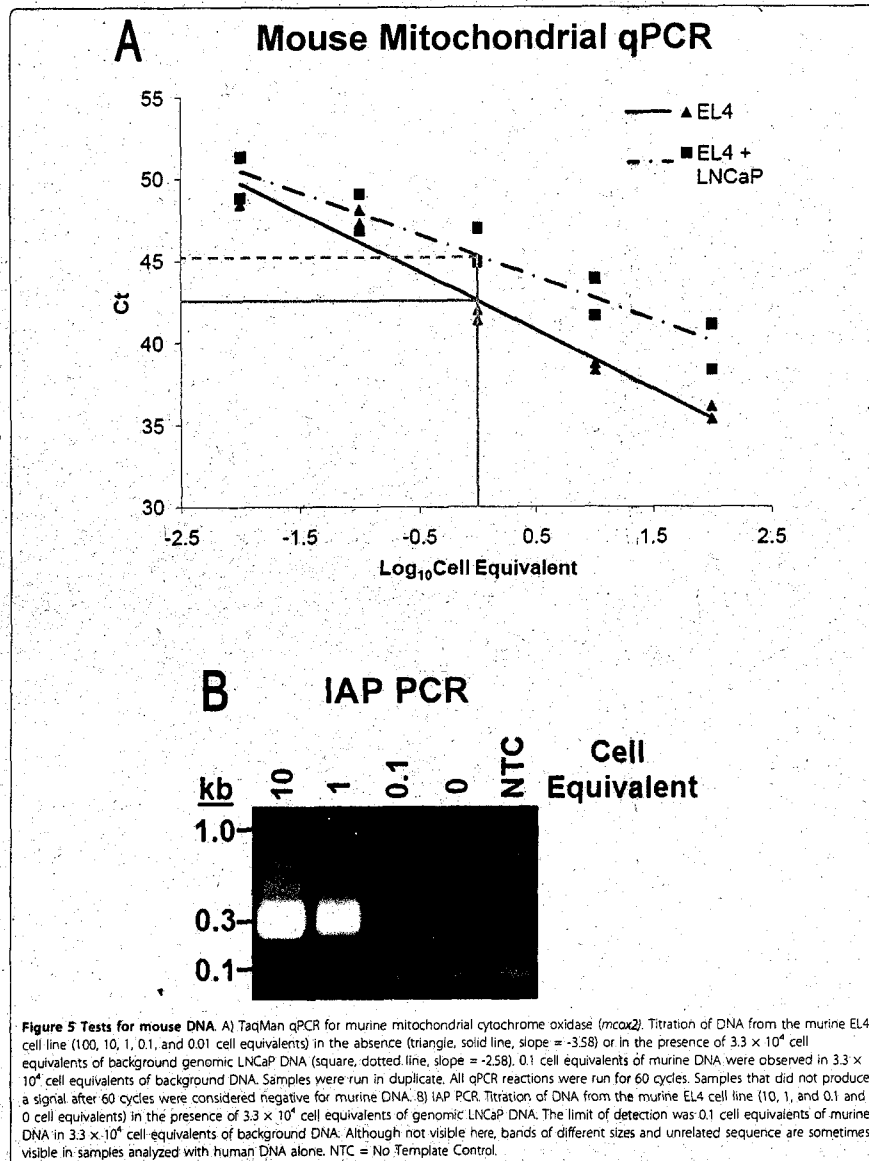 A
Mouse Mitochondrial qPCR
55
50
45
40
35
30
Ct
EL4
EL4 +
LNCaP
-2.5
-1.5
-0.5
0.5
1.5
2.5
Log₁₀Cell Equivalent
B
IAP PCR
kb
10
1
0.1
0
NTC
Cell
Equivalent
1.0
0.3
0.1
Figure 5 Tests for mouse DNA. A) TaqMan qPCR for murine mitochondrial cytochrome oxidase (mcox2). Titration of DNA from the murine EL4
cell line (100, 10, 1, 0.1, and 0.01 cell equivalents) in the absence (triangle, solid line, slope = -3.58) or in the presence of 3.3 × 10⁴ cell
equivalents of background genomic LNCaP DNA (square, dotted line, slope = -2.58). 0.1 cell equivalents of murine DNA were observed in 3.3 ×
10⁴ cell equivalents of background DNA. Samples were run in duplicate. All qPCR reactions were run for 60 cycles. Samples that did not produce
a signal after 60 cycles were considered negative for murine DNA. B) IAP PCR. Titration of DNA from the murine EL4 cell line (10, 1, and 0.1 and
0 cell equivalents) in the presence of 3.3 × 10⁴ cell equivalents of genomic LNCaP DNA. The limit of detection was 0.1 cell equivalents of murine
DNA in 3.3 × 10⁴ cell equivalents of background DNA. Although not visible here, bands of different sizes and unrelated sequence are sometimes
visible in samples analyzed with human DNA alone. NTC = No Template Control.